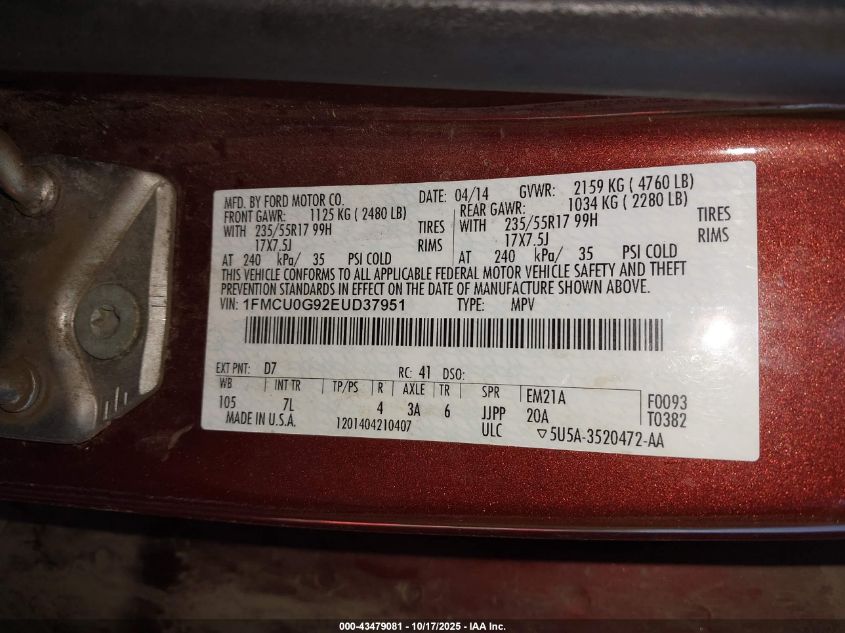 MFD. BY FORD MOTOR CO. DATE: 04/14 GVWR: 2159 KG ( 4760 LB)
FRONT GAWR: 1125 KG ( 2480 LB) REAR GAWR: 1034 KG ( 2280 LB)
WITH 235/55R17 99H TIRES WITH 235/55R17 99H TIRES
17X7.5J RIMS 17X7.5J RIMS
AT 240 kPa/ 35 PSI COLD AT 240 kPa/ 35 PSI COLD
THIS VEHICLE CONFORMS TO ALL APPLICABLE FEDERAL MOTOR VEHICLE SAFETY AND THEFT
PREVENTION STANDARDS IN EFFECT ON THE DATE OF MANUFACTURE SHOWN ABOVE.
VIN: 1FMCU0G92EUD37951 TYPE: MPV
EXT PNT: D7 RC: 41 DSO:
WB INT TR TP/PS R AXLE TR SPR EM21A F0093
105 7L 4 3A 6 JJPP 20A T0382
MADE IN U.S.A. 1201404210407 ULC ▽5U5A-3520472-AA
000-43479081 - 10/17/2025 - IAA Inc.